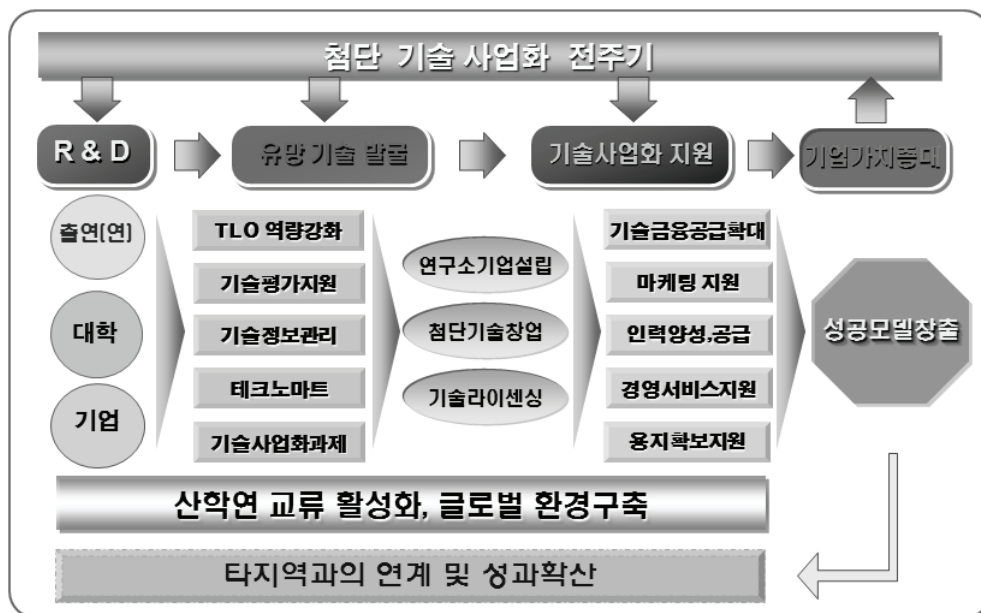 첨단 기술 사업화 전주기
R & D
유망 기술 발굴
기술사업화 지원
기업가치증대
출연(연)
대학
기업
TLO 역량강화
기술평가지원
기술정보관리
테크노마트
기술사업화과제
연구소기업설립
첨단기술창업
기술라이센싱
기술금융공급확대
마케팅 지원
인력양성,공급
경영서비스지원
용지확보지원
성공모델창출
산학연 교류 활성화, 글로벌 환경구축
타지역과의 연계 및 성과확산